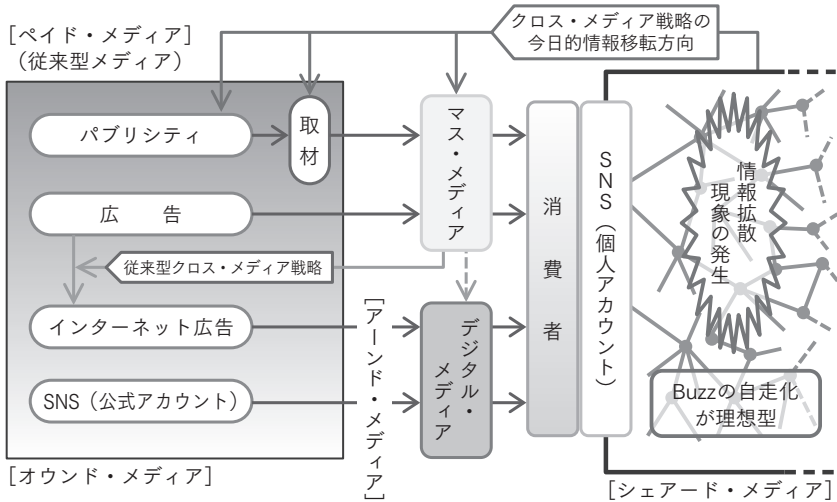 ［ペイド・メディア］
（従来型メディア）
クロス・メディア戦略の
今日的情報移転方向
パブリシティ
取材
マス・メディア
消費者
SNS（個人アカウント）
情報拡散
現象の発生
広　告
従来型クロス・メディア戦略
インターネット広告
［アーンド・メディア］
デジタル・
メディア
SNS（公式アカウント）
Buzzの自走化
が理想型
［オウンド・メディア］
［シェアード・メディア］